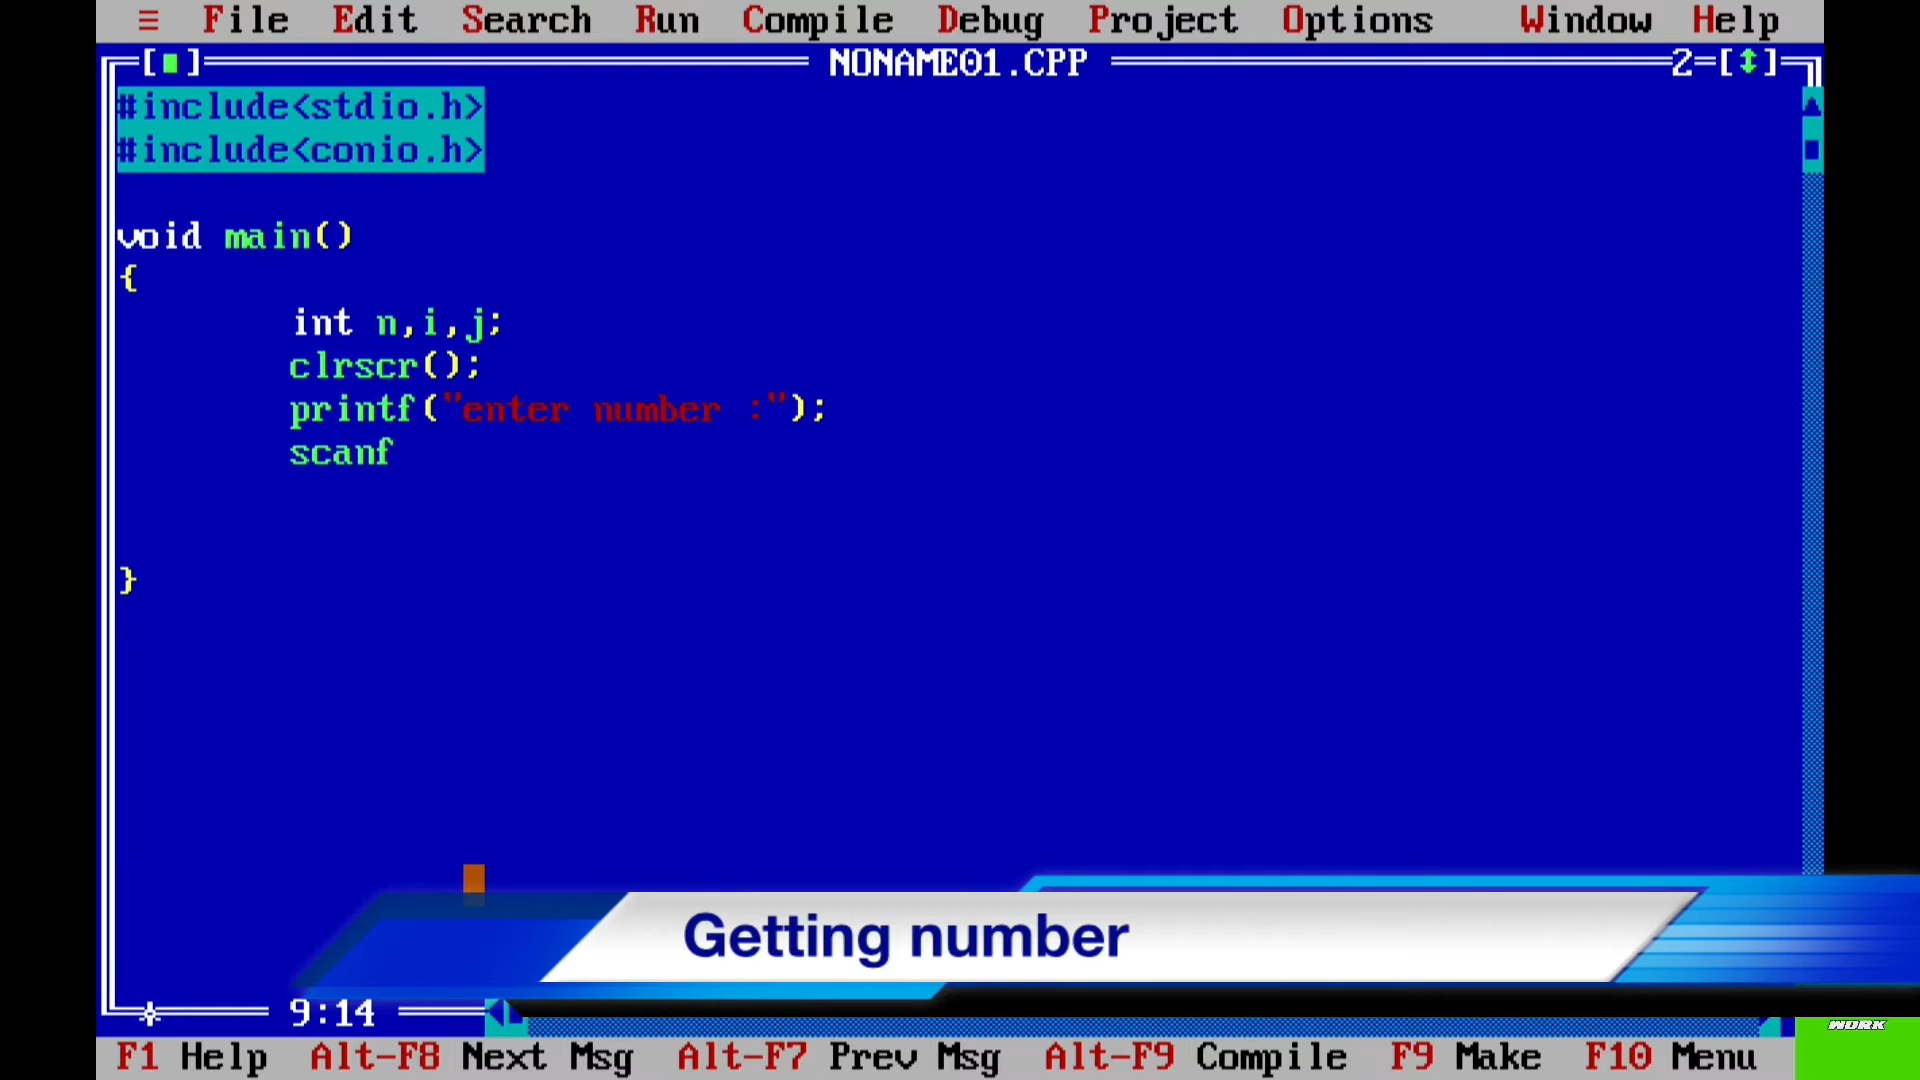 ≡ File Edit Search Run Compile Debug Project Options Window Help
[■] NONAME01.CPP 2=[↕]
#include<stdio.h>
#include<conio.h>
void main()
{
int n,i,j;
clrscr();
printf("enter number :");
scanf
}
Getting number
9:14
WORK
F1 Help Alt-F8 Next Msg Alt-F7 Prev Msg Alt-F9 Compile F9 Make F10 Menu